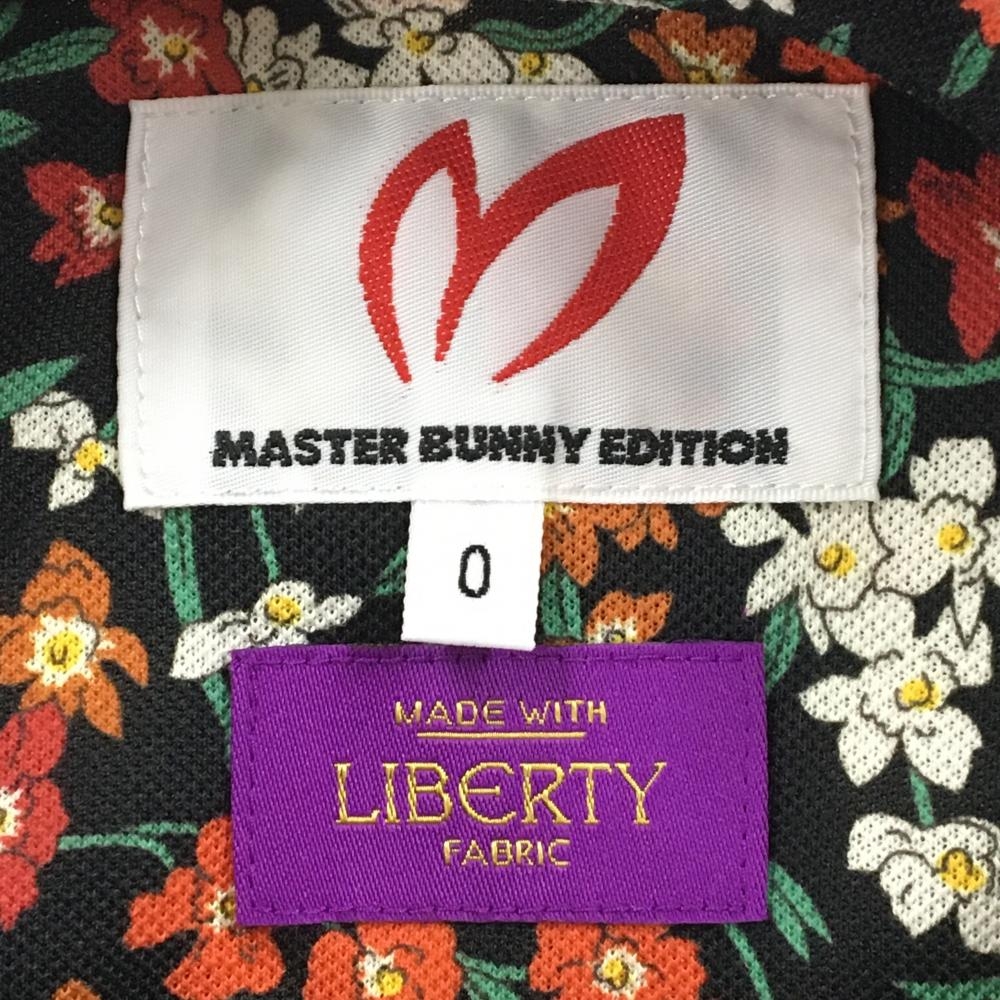 MASTER BUNNY EDITION
0
MADE WITH
LIBERTY
FABRIC